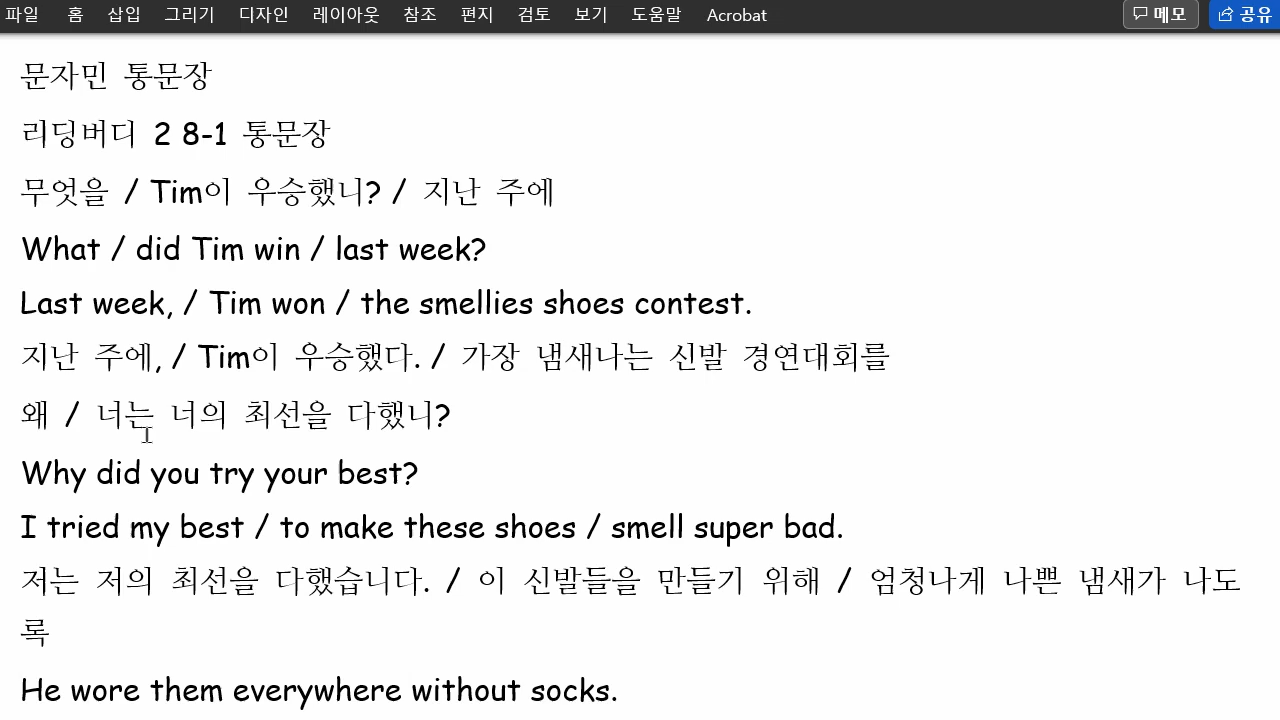 파일 홈 삽입 그리기 디자인 레이아웃 참조 편지 검토 보기 도움말 Acrobat 메모 공유
문자민 통문장
리딩버디 2 8-1 통문장
무엇을 / Tim이 우승했니? / 지난 주에
What / did Tim win / last week?
Last week, / Tim won / the smellies shoes contest.
지난 주에, / Tim이 우승했다. / 가장 냄새나는 신발 경연대회를
왜 / 너는 너의 최선을 다했니?
Why did you try your best?
I tried my best / to make these shoes / smell super bad.
저는 저의 최선을 다했습니다. / 이 신발들을 만들기 위해 / 엄청나게 나쁜 냄새가 나도
록
He wore them everywhere without socks.